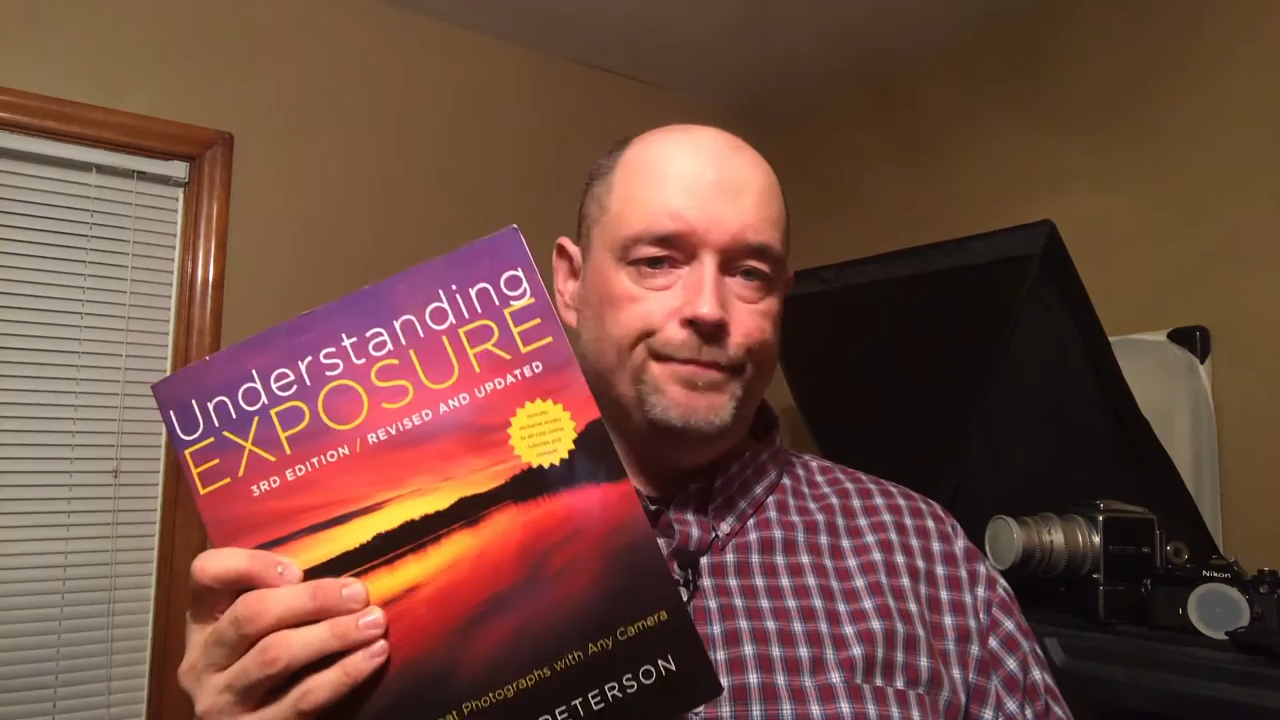 Understanding
EXPOSURE
3RD EDITION / REVISED AND UPDATED
Photographs with Any Camera
PETERSON
Nikon